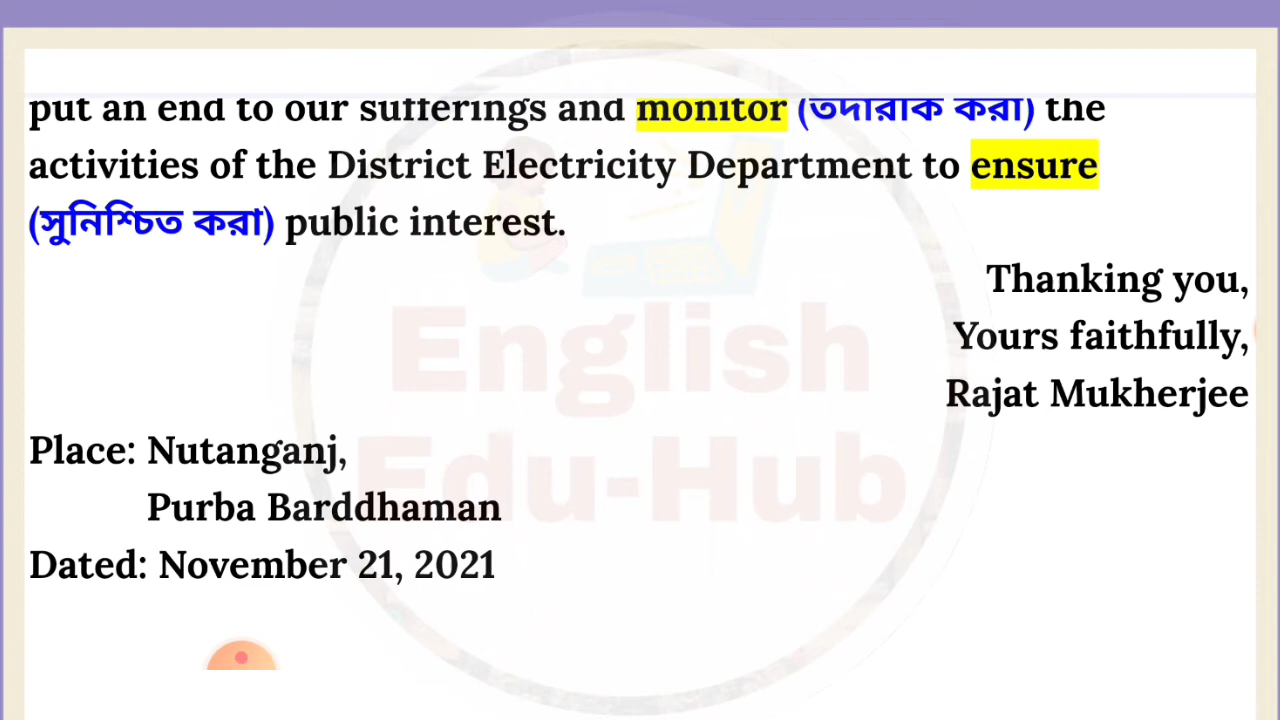 put an end to our sufferings and monitor (তদারকি করা) the
activities of the District Electricity Department to ensure
(সুনিশ্চিত করা) public interest.
Thanking you,
Yours faithfully,
Rajat Mukherjee
Place: Nutanganj,
Purba Barddhaman
Dated: November 21, 2021
English
Edu-Hub